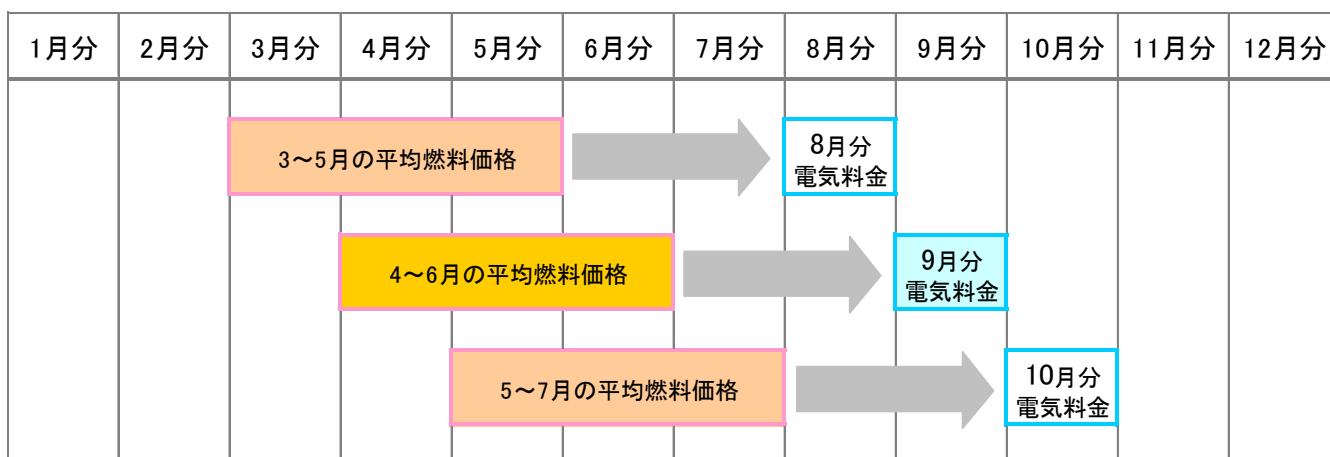 1月分 2月分 3月分 4月分 5月分 6月分 7月分 8月分 9月分 10月分 11月分 12月分
3～5月の平均燃料価格
8月分
電気料金
4～6月の平均燃料価格
9月分
電気料金
5～7月の平均燃料価格
10月分
電気料金